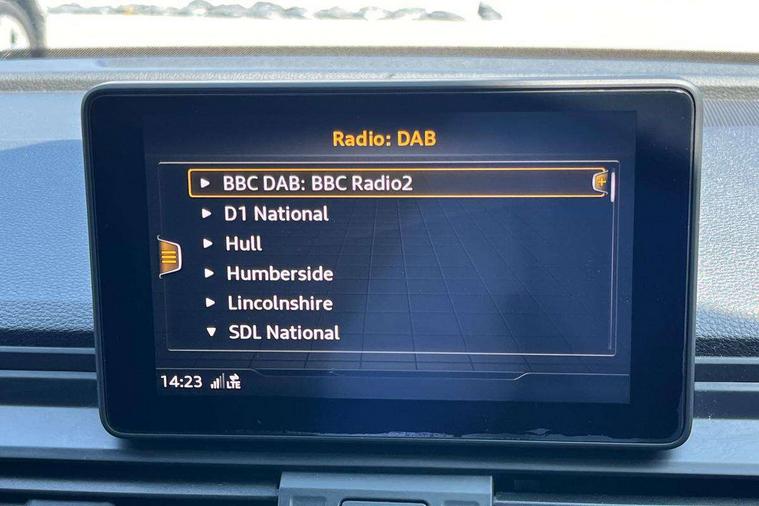 Radio: DAB
BBC DAB: BBC Radio2
D1 National
Hull
Humberside
Lincolnshire
SDL National
14:23 LTE